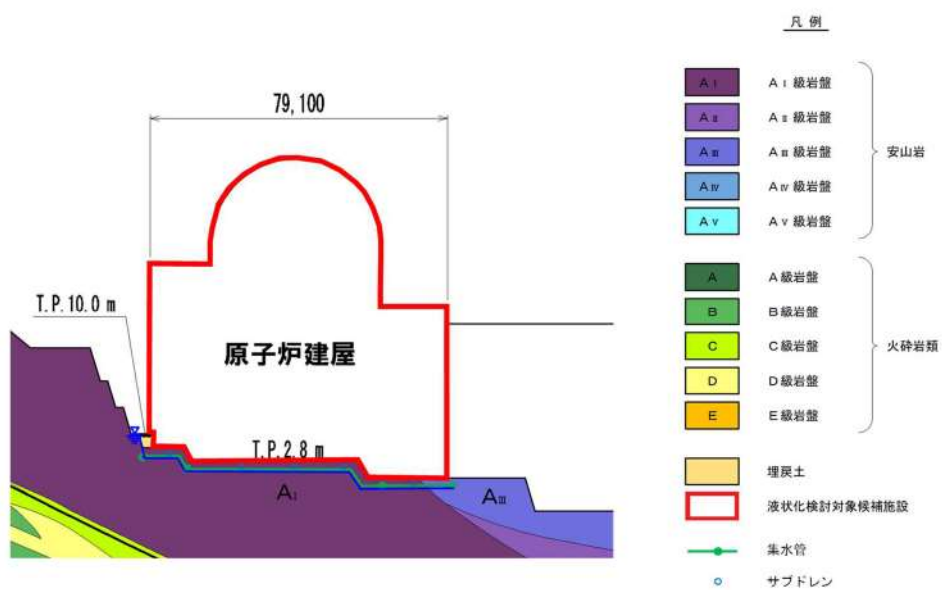 凡例
AⅠ AⅠ級岩盤
AⅡ AⅡ級岩盤
AⅢ AⅢ級岩盤
AⅣ AⅣ級岩盤
AⅤ AⅤ級岩盤
安山岩
A A級岩盤
B B級岩盤
C C級岩盤
D D級岩盤
E E級岩盤
火砕岩類
埋戻土
液状化検討対象候補施設
集水管
サブドレン
79,100
T.P.10.0 m
原子炉建屋
T.P.2.8 m
AⅠ
AⅢ